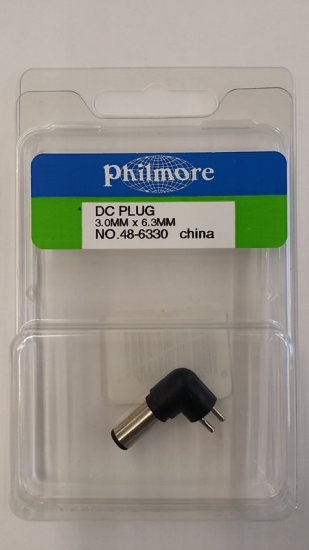 Philmore
DC PLUG
3.0MM x 6.3MM
NO.48-6330 china